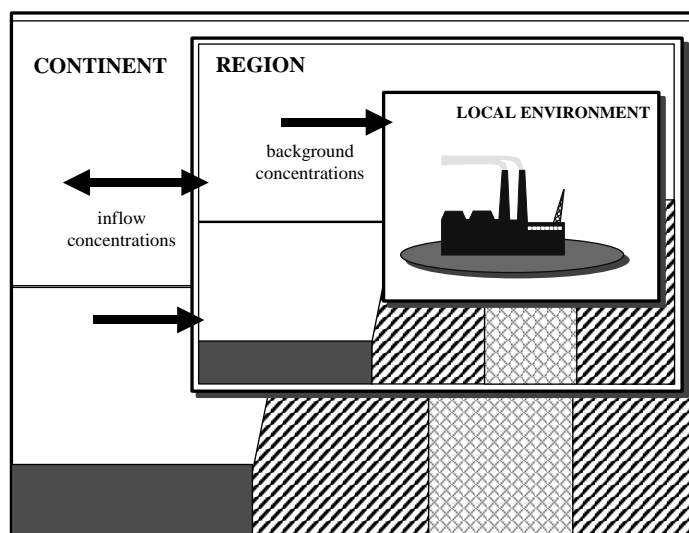 CONTINENT
REGION
LOCAL ENVIRONMENT
background
concentrations
inflow
concentrations